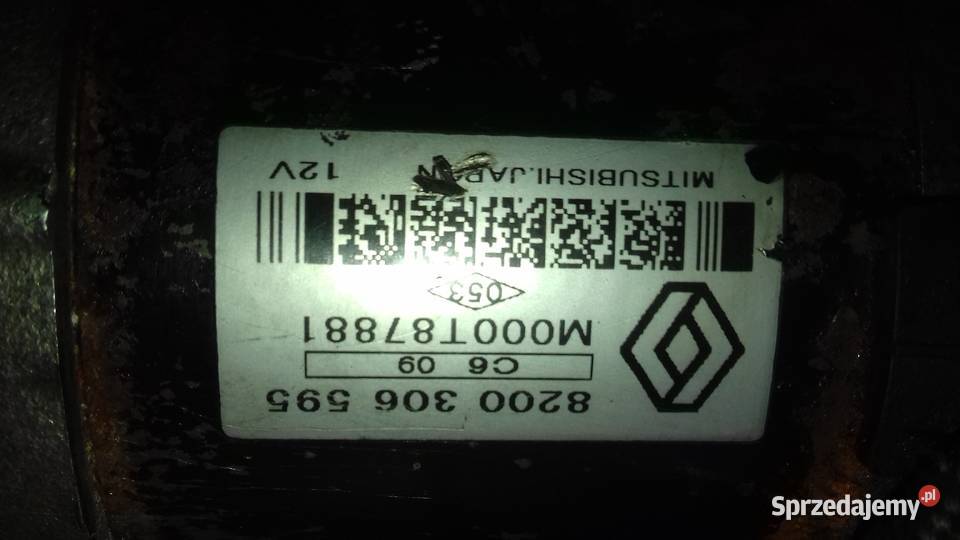 8200 306 595
C6 09
M000T87881
053
MITSUBISHI.JAPAN 12V
Sprzedajemy.pl